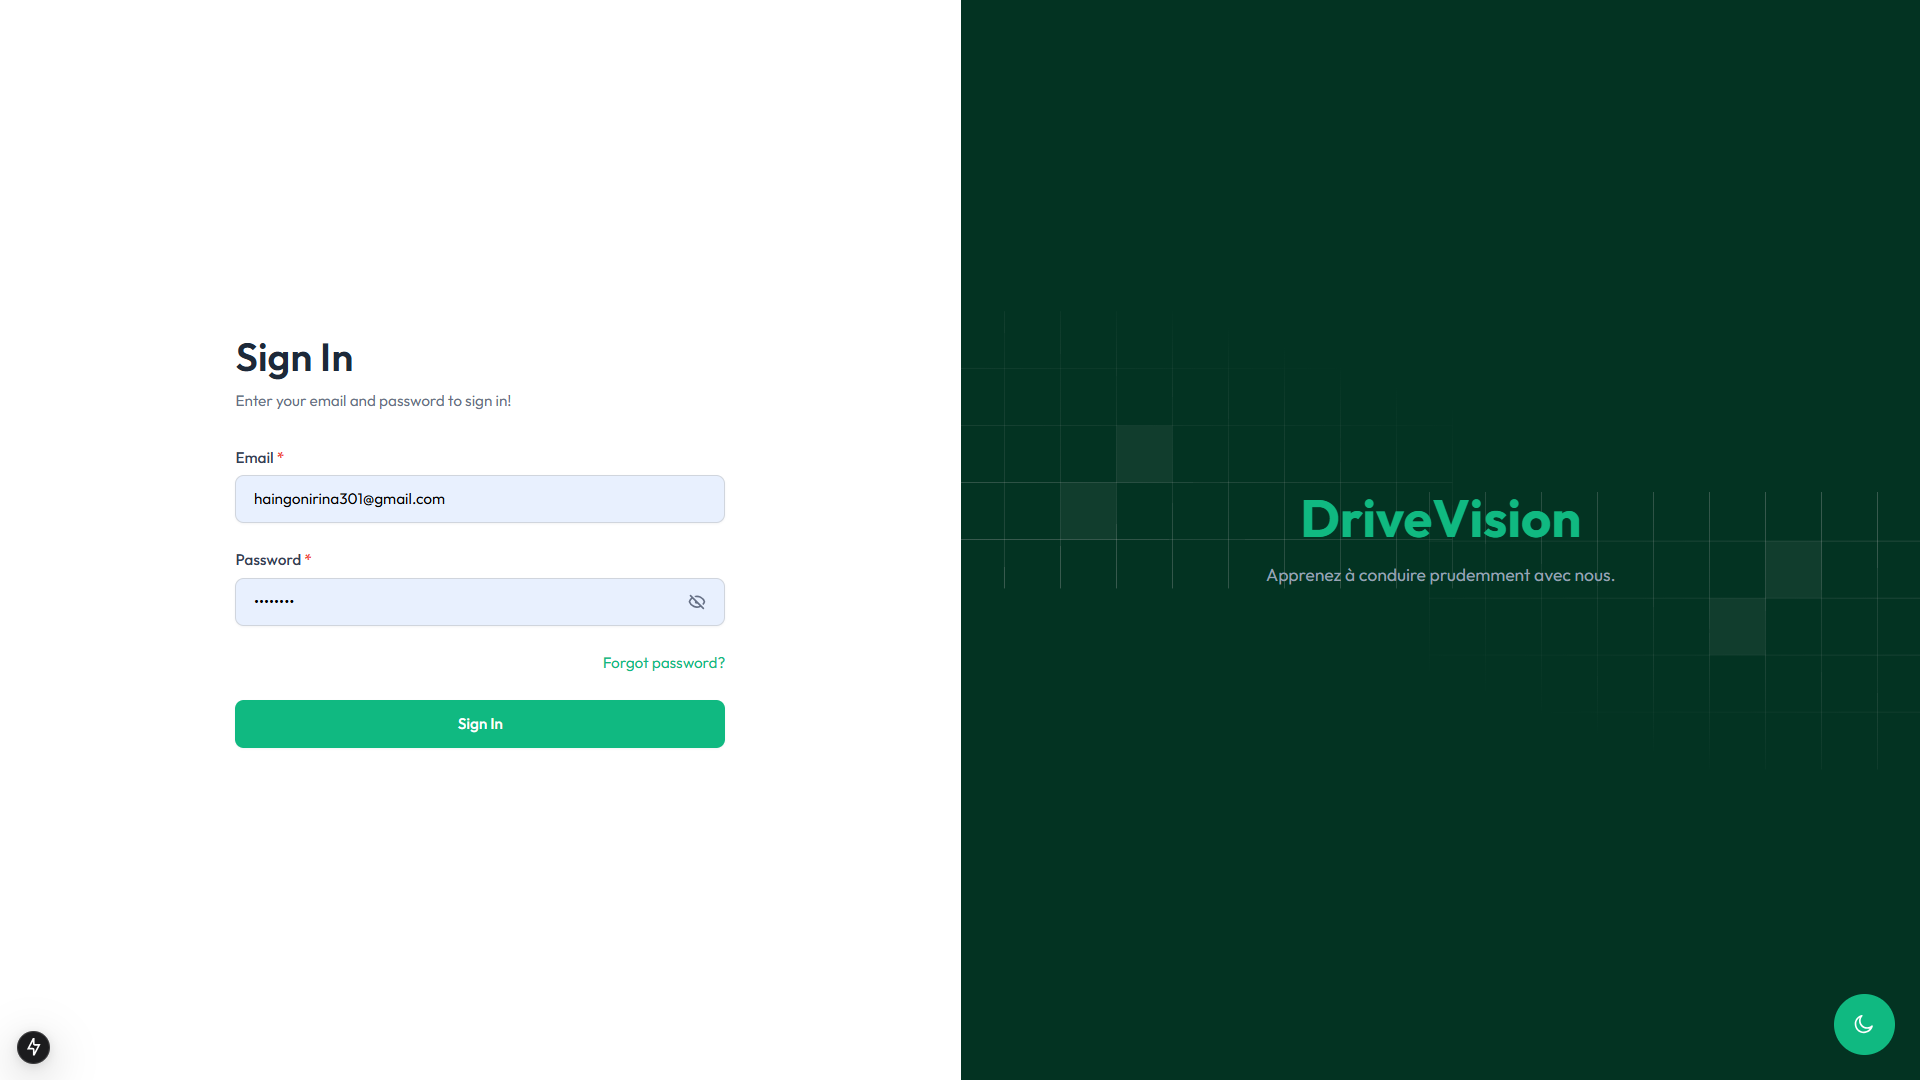 Sign In
Enter your email and password to sign in!
Email *
haingonirina301@gmail.com
Password *
••••••••
Forgot password?
Sign In
DriveVision
Apprenez à conduire prudemment avec nous.